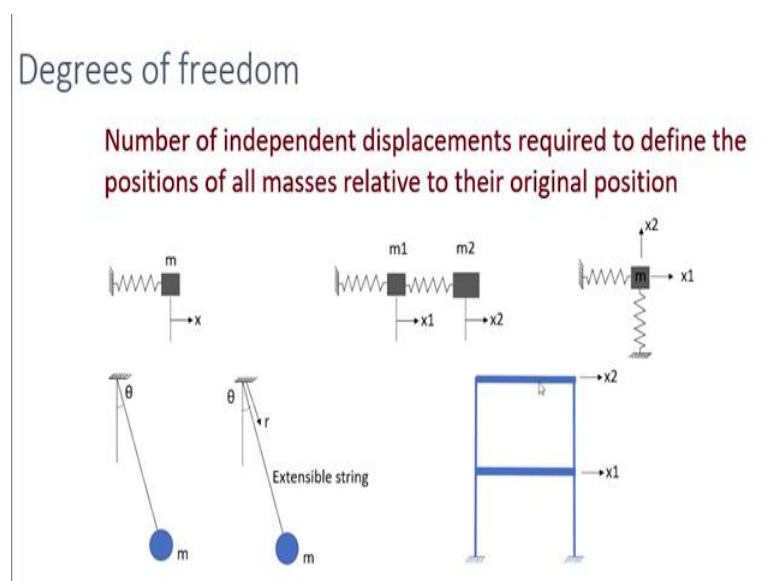 Degrees of freedom
Number of independent displacements required to define the
positions of all masses relative to their original position
m
x
m1 m2
x1 x2
x2
m x1
θ
m
θ
r
Extensible string
m
x2
x1